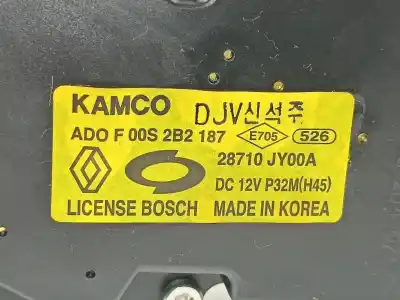 KAMCO DJV신석주
ADO F 00S 2B2 187 E705 526
28710 JY00A
DC 12V P32M(H45)
LICENSE BOSCH MADE IN KOREA